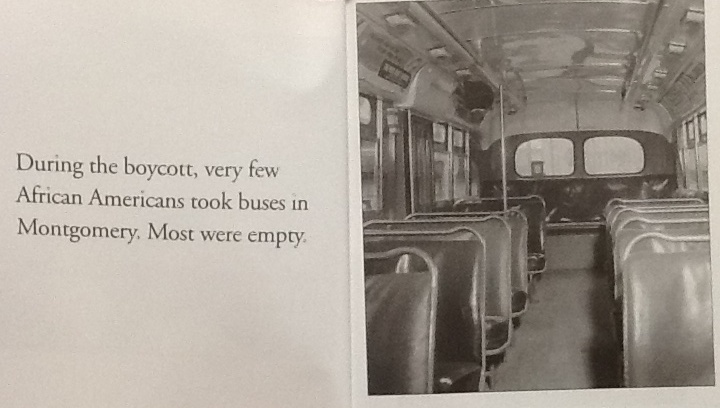 During the boycott, very few
African Americans took buses in
Montgomery. Most were empty.